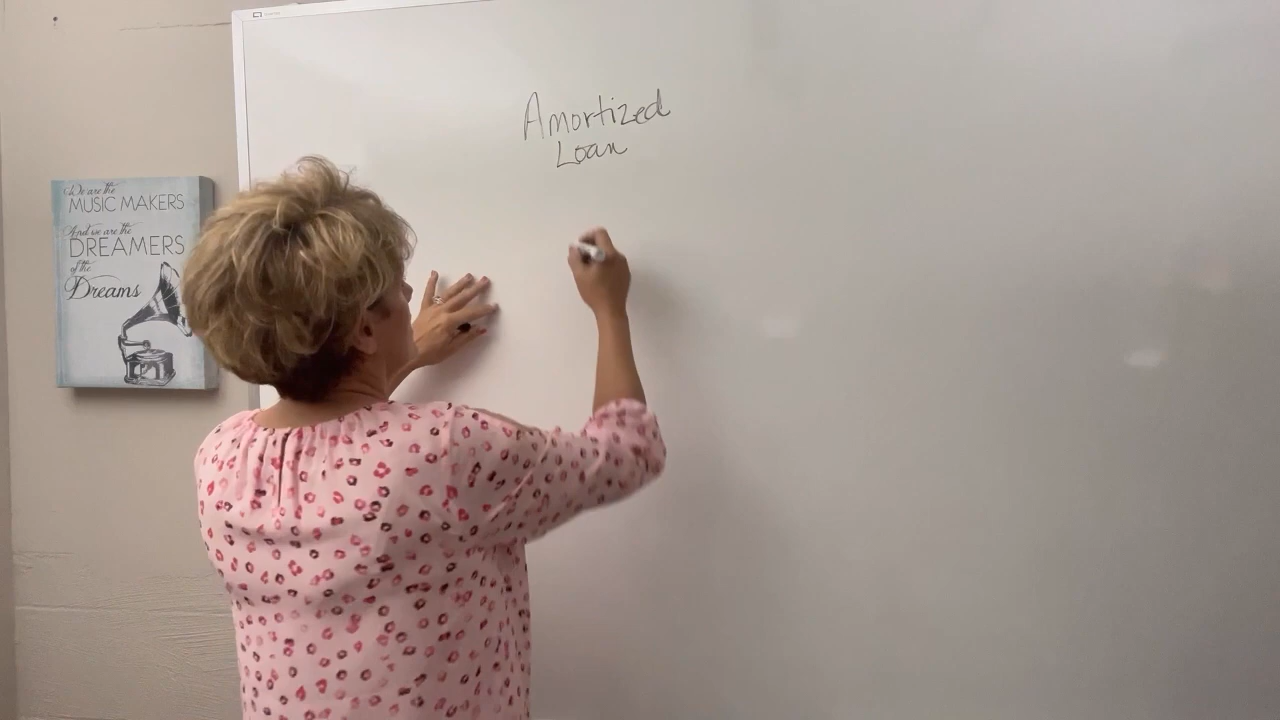 We are the
MUSIC MAKERS
And we are the
DREAMERS
of the
Dreams
Amortized
Loan